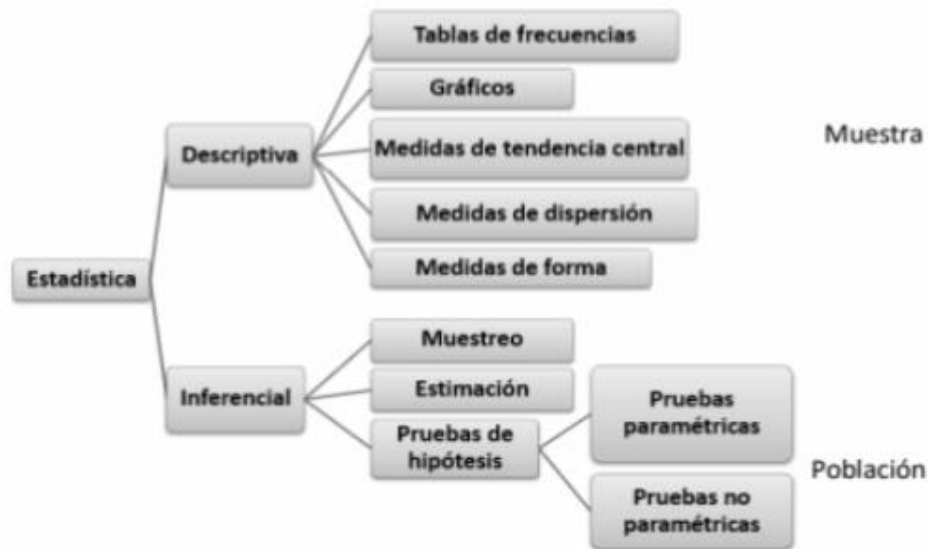 Estadística
Descriptiva
Tablas de frecuencias
Gráficos
Medidas de tendencia central
Medidas de dispersión
Medidas de forma
Muestra
Inferencial
Muestreo
Estimación
Pruebas de
hipótesis
Pruebas
paramétricas
Pruebas no
paramétricas
Población